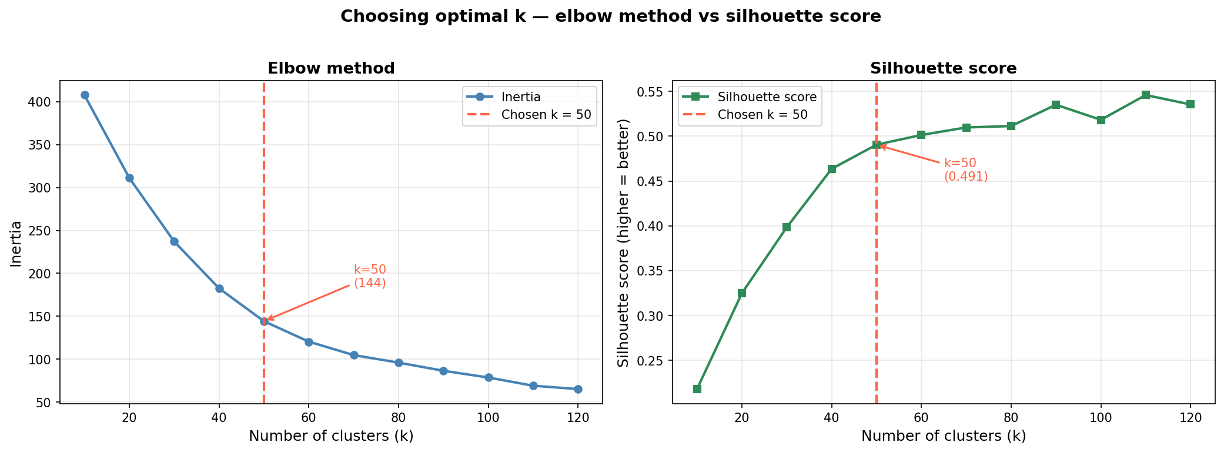 Choosing optimal k — elbow method vs silhouette score
Elbow method
Inertia
Chosen k = 50
k=50
(144)
400
350
300
250
200
150
100
50
Inertia
20
40
60
80
100
120
Number of clusters (k)
Silhouette score
Silhouette score
Chosen k = 50
k=50
(0.491)
0.55
0.50
0.45
0.40
0.35
0.30
0.25
Silhouette score (higher = better)
20
40
60
80
100
120
Number of clusters (k)